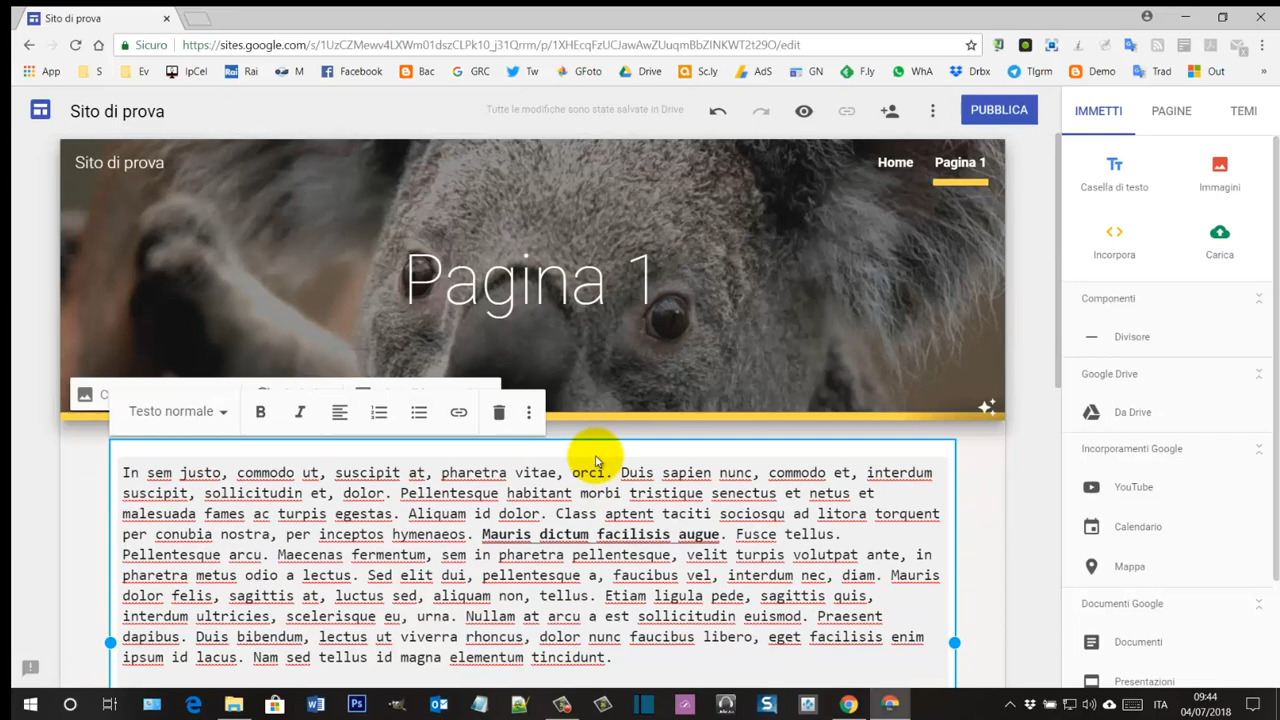 Sito di prova
Sicuro https://sites.google.com/s/1UzCZMewv4LXWm01dszCLPk1q_j31Qrrm/p/1XHEcqFzUCJawAwZUuqmBbZINKWT2t29O/edit
App S Ev IpCel Rai M Facebook Bac GRC Tw GFoto Drive Sc.ly AdS GN F.ly WhA Drbx Tlgrm Demo Trad Out »
Sito di prova
Tutte le modifiche sono state salvate in Drive
PUBBLICA
IMMETTI PAGINE TEMI
Sito di prova
Home Pagina 1
Pagina 1
Casella di testo Immagini
Incorpora Carica
Componenti
Divisore
Google Drive
Da Drive
Incorporamenti Google
YouTube
Calendario
Mappa
Documenti Google
Documenti
Presentazioni
Testo normale B I
In sem justo, commodo ut, suscipit at, pharetra vitae, orci. Duis sapien nunc, commodo et, interdum
suscipit, sollicitudin et, dolor. Pellentesque habitant morbi tristique senectus et netus et
malesuada fames ac turpis egestas. Aliquam id dolor. Class aptent taciti sociosqu ad litora torquent
per conubia nostra, per inceptos hymenaeos. Mauris dictum facilisis augue. Fusce tellus.
Pellentesque arcu. Maecenas fermentum, sem in pharetra pellentesque, velit turpis volutpat ante, in
pharetra metus odio a lectus. Sed elit dui, pellentesque a, faucibus vel, interdum nec, diam. Mauris
dolor felis, sagittis at, luctus sed, aliquam non, tellus. Etiam ligula pede, sagittis quis,
interdum ultricies, scelerisque eu, urna. Nullam at arcu a est sollicitudin euismod. Praesent
dapibus. Duis bibendum, lectus ut viverra rhoncus, dolor nunc faucibus libero, eget facilisis enim
ipsum id lacus. Nam sed tellus id magna elementum tincidunt.
ITA
09:44
04/07/2018